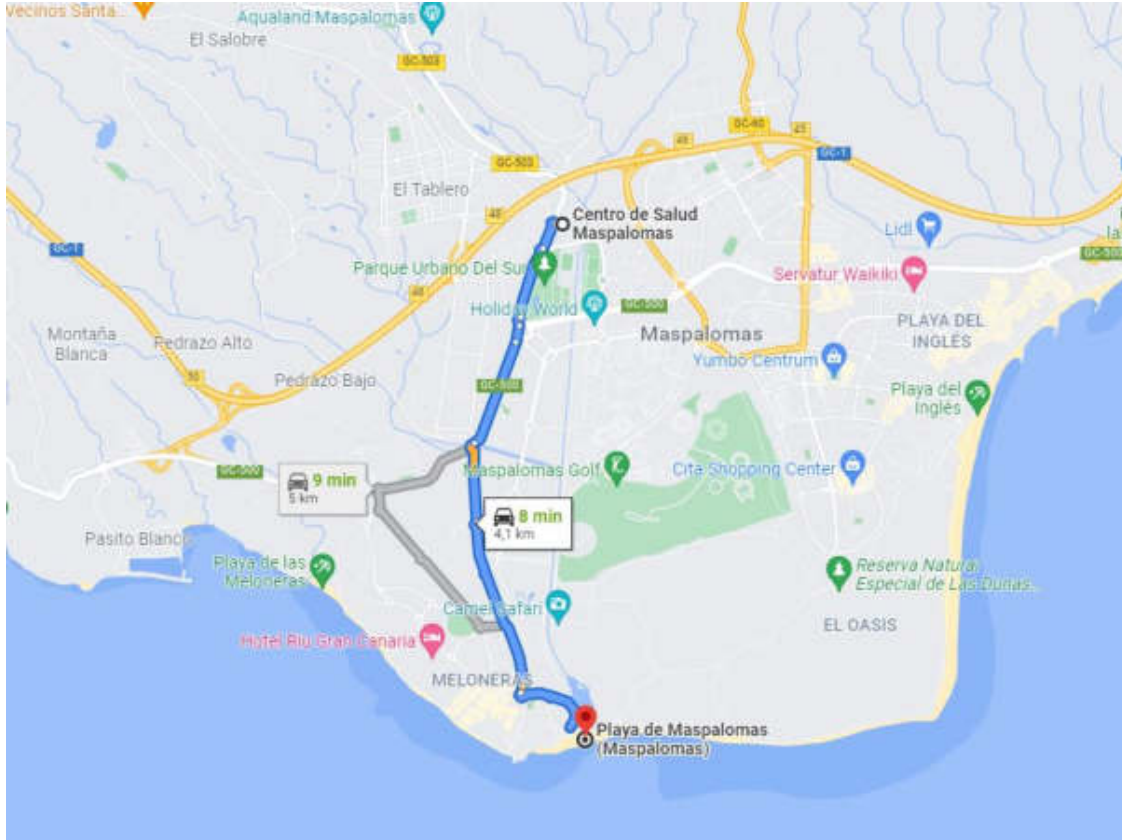 Vecinos Santa...
Aqualand Maspalomas
El Salobre
GC-503
GC-60
45
46
GC-1
GC-503
El Tablero
48
Centro de Salud
Maspalomas
Lidl
GC-1
Parque Urbano Del Sur
Servatur Waikiki
GC-500
48
Holiday World
GC-500
Montaña
Blanca
Pedrazo Alto
Maspalomas
PLAYA DEL
INGLÉS
Yumbo Centrum
50
Pedrazo Bajo
GC-500
Playa del
Inglés
GC-500
9 min
5 km
Maspalomas Golf
Cita Shopping Center
8 min
4,1 km
Pasito Blanco
Playa de las
Meloneras
Reserva Natural
Especial de Las Dunas...
Camel Safari
EL OASIS
Hotel Riu Gran Canaria
MELONERAS
Playa de Maspalomas
(Maspalomas)